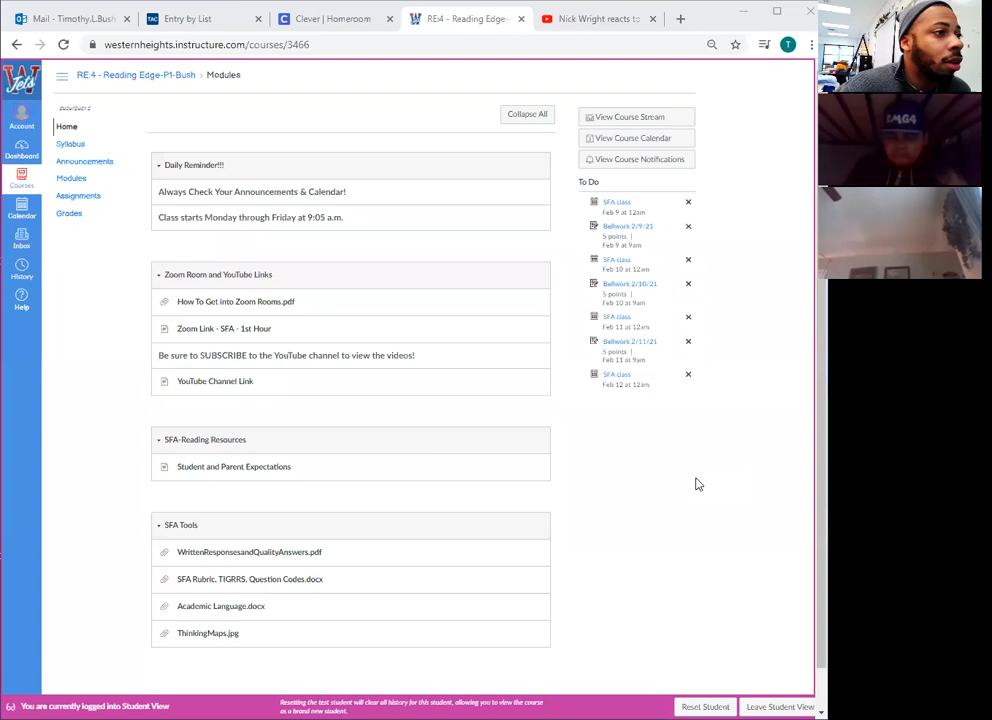 Mail - Timothy.L.Bush
TAC
Entry by List
Clever | Homeroom
RE:4 - Reading Edge-
Nick Wright reacts to
westernheights.instructure.com/courses/3466
T
W
Jets
RE:4 - Reading Edge-P1-Bush › Modules
Account
Dashboard
Courses
Calendar
Inbox
History
Help
Home
Syllabus
Announcements
Modules
Assignments
Grades
Collapse All
Daily Reminder!!!
Always Check Your Announcements & Calendar!
Class starts Monday through Friday at 9:05 a.m.
Zoom Room and YouTube Links
How To Get into Zoom Rooms.pdf
Zoom Link - SFA - 1st Hour
Be sure to SUBSCRIBE to the YouTube channel to view the videos!
YouTube Channel Link
SFA-Reading Resources
Student and Parent Expectations
SFA Tools
WrittenResponsesandQualityAnswers.pdf
SFA Rubric, TIGRRS, Question Codes.docx
Academic Language.docx
ThinkingMaps.jpg
View Course Stream
View Course Calendar
View Course Notifications
To Do
SFA class
Feb 9 at 12am
Bellwork 2/9/21
5 points |
Feb 9 at 9am
SFA class
Feb 10 at 12am
Bellwork 2/10/21
5 points |
Feb 10 at 9am
SFA class
Feb 11 at 12am
Bellwork 2/11/21
5 points |
Feb 11 at 9am
SFA class
Feb 12 at 12am
You are currently logged into Student View
Resetting the test student will clear all history for this student, allowing you to view the course
as a brand new student.
Reset Student
Leave Student View